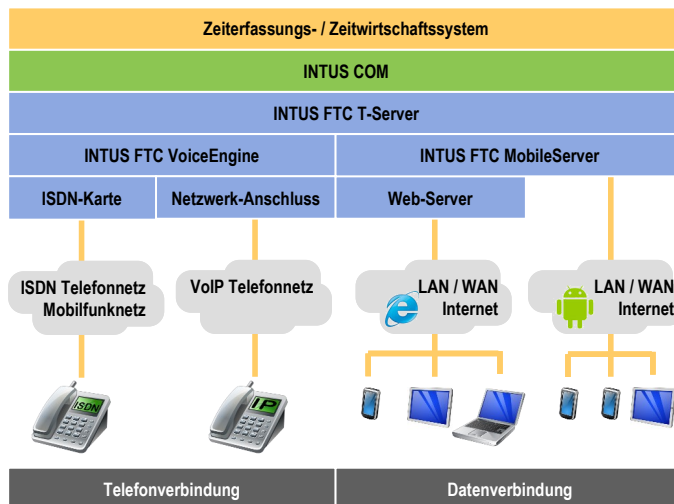 Zeiterfassungs- / Zeitwirtschaftssystem
INTUS COM
INTUS FTC T-Server
INTUS FTC VoiceEngine
INTUS FTC MobileServer
ISDN-Karte
Netzwerk-Anschluss
Web-Server
ISDN Telefonnetz
Mobilfunknetz
VoIP Telefonnetz
LAN / WAN
Internet
LAN / WAN
Internet
ISDN
IP
Telefonverbindung
Datenverbindung